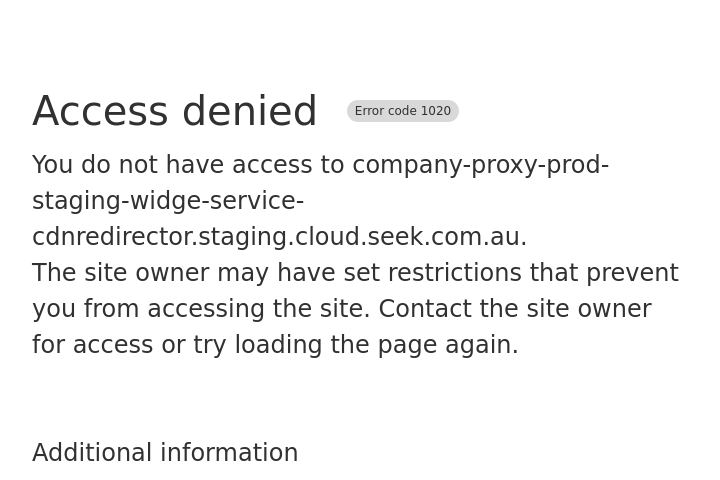 Access denied Error code 1020
You do not have access to company-proxy-prod-
staging-widge-service-
cdnredirector.staging.cloud.seek.com.au.
The site owner may have set restrictions that prevent
you from accessing the site. Contact the site owner
for access or try loading the page again.
Additional information